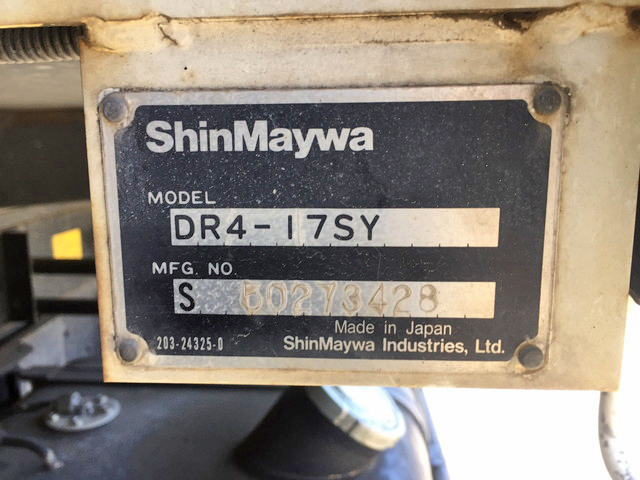 ShinMaywa
MODEL
DR4-17SY
MFG. NO.
S 50273428
Made in Japan
203-24325-0 ShinMaywa Industries, Ltd.